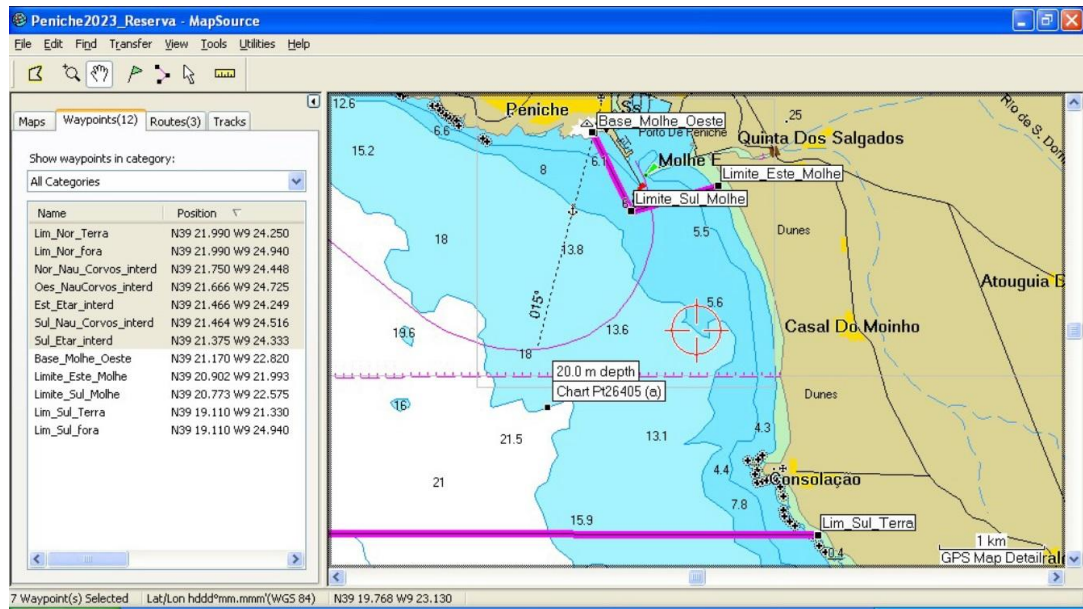 Peniche2023_Reserva - MapSource
File Edit Find Transfer View Tools Utilities Help
Maps Waypoints(12) Routes(3) Tracks
Show waypoints in category:
All Categories
Name Position
Lim_Nor_Terra N39 21.990 W9 24.250
Lim_Nor_fora N39 21.990 W9 24.940
Nor_Nau_Corvos_interd N39 21.750 W9 24.448
Oes_NauCorvos_interd N39 21.666 W9 24.725
Est_Etar_interd N39 21.466 W9 24.249
Sul_Nau_Corvos_interd N39 21.464 W9 24.516
Sul_Etar_interd N39 21.375 W9 24.333
Base_Molhe_Oeste N39 21.170 W9 22.820
Limite_Este_Molhe N39 20.902 W9 21.993
Limite_Sul_Molhe N39 20.773 W9 22.575
Lim_Sul_Terra N39 19.110 W9 21.330
Lim_Sul_fora N39 19.110 W9 24.940
12.6
Peniche
Ss
Base_Molhe_Oeste
Porto De Peniche
.25
Rio de S. Dom
6.6
15.2
8
6.1
Quinta Dos Salgados
Molhe E
Limite_Este_Molhe
Limite_Sul_Molhe
18
13.8
5.5
Dunes
Atouguia B
015°
5.6
19.6
13.6
Casal Do Moinho
18
20.0 m depth
Chart Pt26405 (a)
Dunes
16
21.5
13.1
4.3
4.4
Consolaçao
21
7.8
15.9
Lim_Sul_Terra
0.4
1 km
GPS Map Detail
7 Waypoint(s) Selected Lat/Lon hddd°mm.mmm'(WGS 84) N39 19.768 W9 23.130